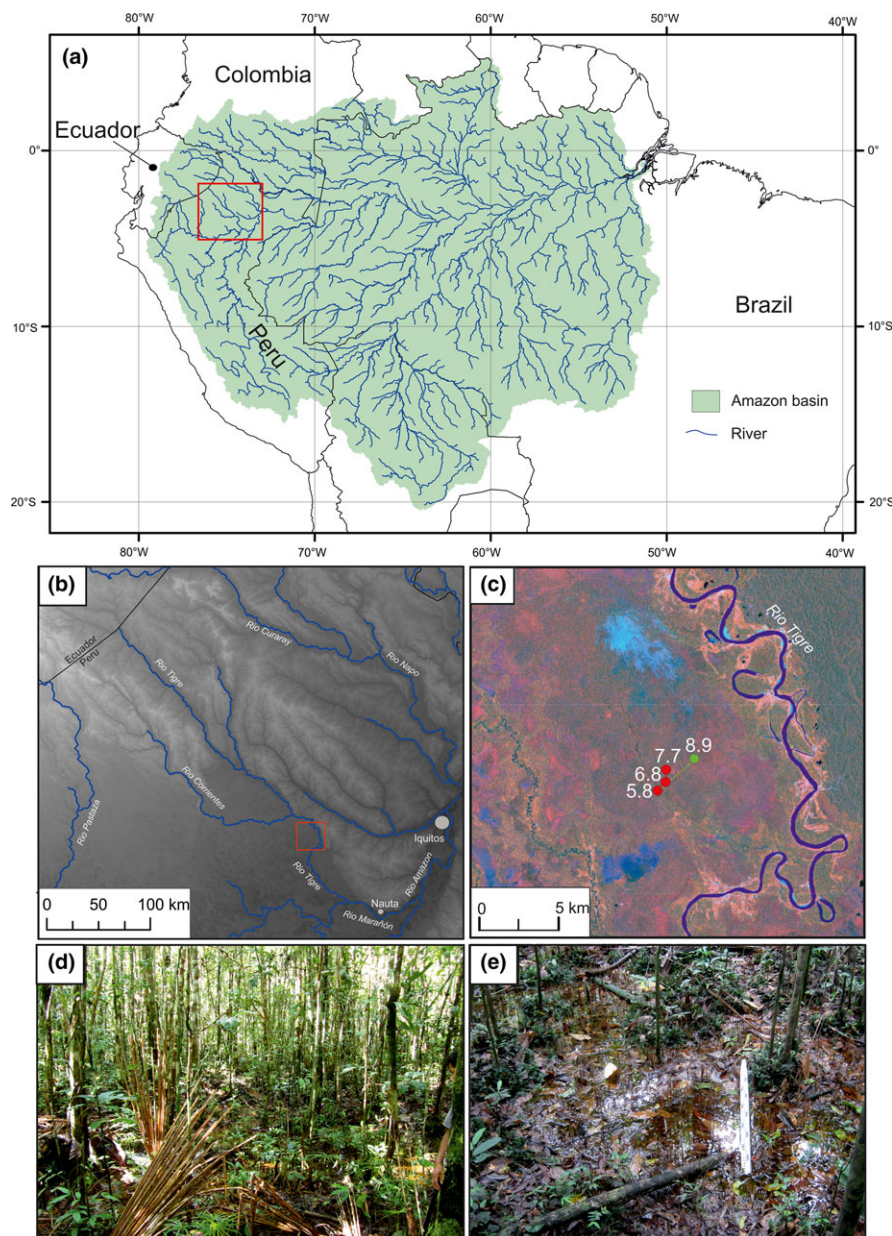 80°W 70°W 60°W 50°W 40°W
(a)
Colombia
Ecuador
0° 0°
Brazil
10°S 10°S
Peru
Amazon basin
River
20°S 20°S
80°W 70°W 60°W 50°W 40°W
(b)
Ecuador
Peru
Rio Curaray
Rio Napo
Rio Tigre
Rio Corrientes
Rio Pastaza
Iquitos
Rio Tigre
Rio Amazon
Nauta
Rio Marañón
0 50 100 km
(c)
Rio Tigre
8.9
7.7
6.8
5.8
0 5 km
(d)
(e)